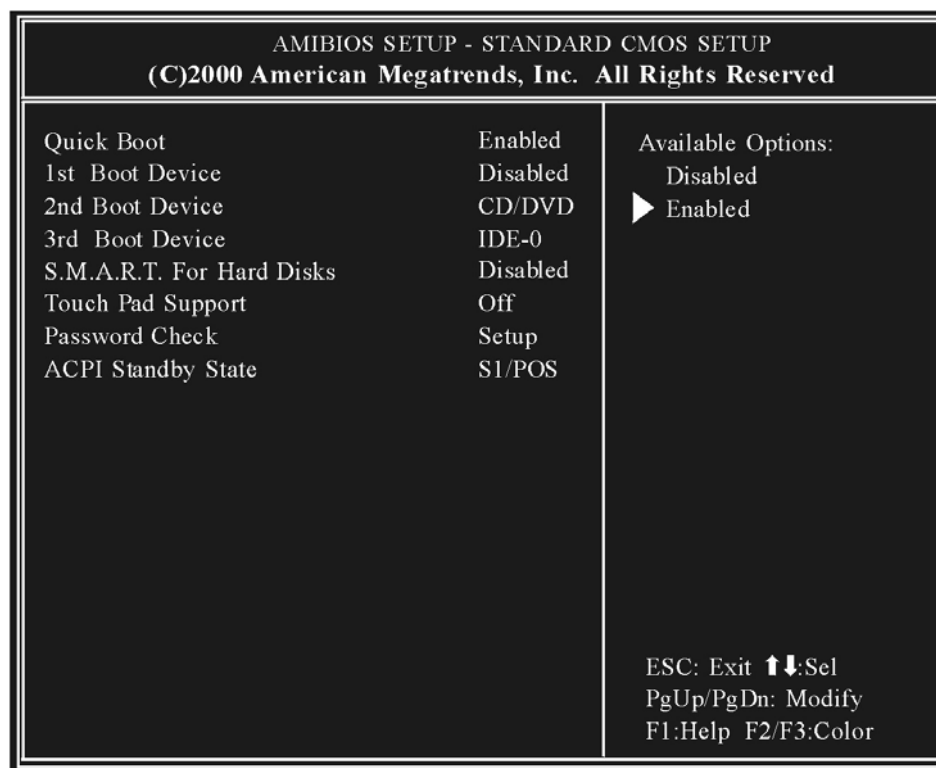 AMIBIOS SETUP - STANDARD CMOS SETUP
(C)2000 American Megatrends, Inc. All Rights Reserved
Quick Boot Enabled
1st Boot Device Disabled
2nd Boot Device CD/DVD
3rd Boot Device IDE-0
S.M.A.R.T. For Hard Disks Disabled
Touch Pad Support Off
Password Check Setup
ACPI Standby State S1/POS
Available Options:
Disabled
Enabled
ESC: Exit ⬆⬇:Sel
PgUp/PgDn: Modify
F1:Help F2/F3:Color